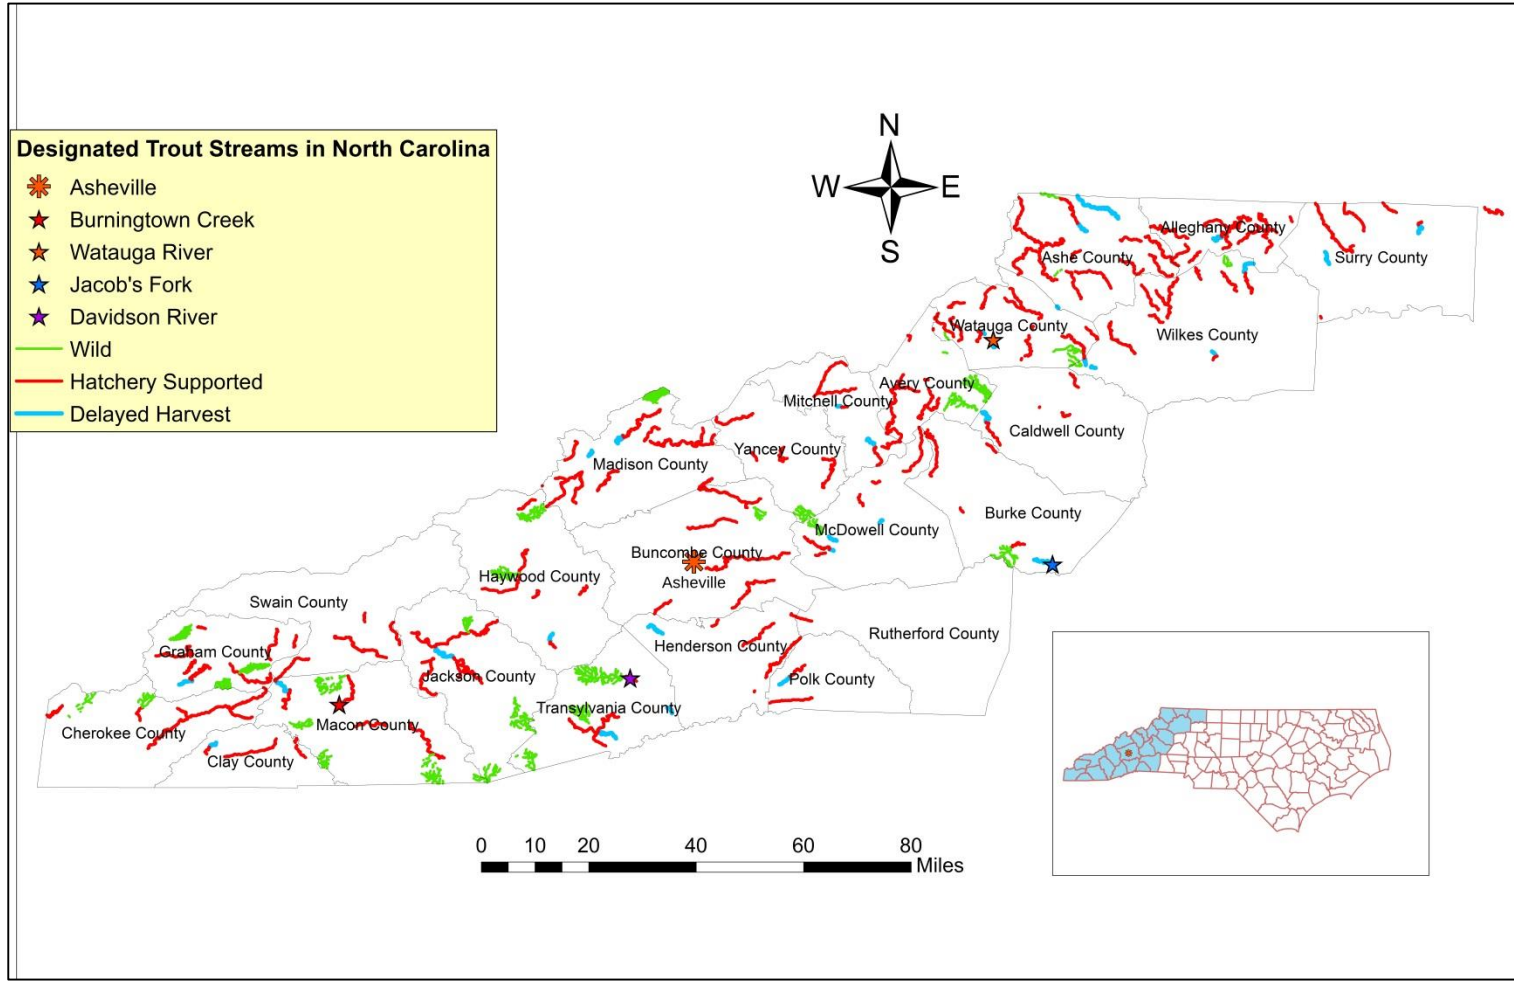 Designated Trout Streams in North Carolina
Asheville
Burningtown Creek
Watauga River
Jacob's Fork
Davidson River
Wild
Hatchery Supported
Delayed Harvest
N
W E
S
Alleghany County
Ashe County
Surry County
Watauga County
Wilkes County
Avery County
Mitchell County
Caldwell County
Yancey County
Madison County
Burke County
McDowell County
Buncombe County
Haywood County
Asheville
Swain County
Rutherford County
Henderson County
Graham County
Jackson County
Polk County
Transylvania County
Macon County
Cherokee County
Clay County
0 10 20 40 60 80
Miles